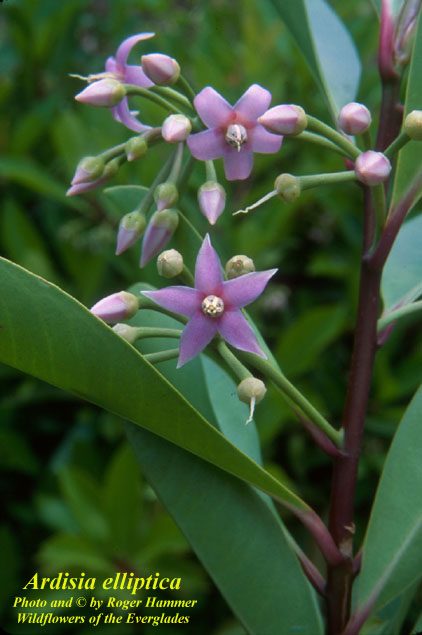 Ardisia elliptica
Photo and © by Roger Hammer
Wildflowers of the Everglades